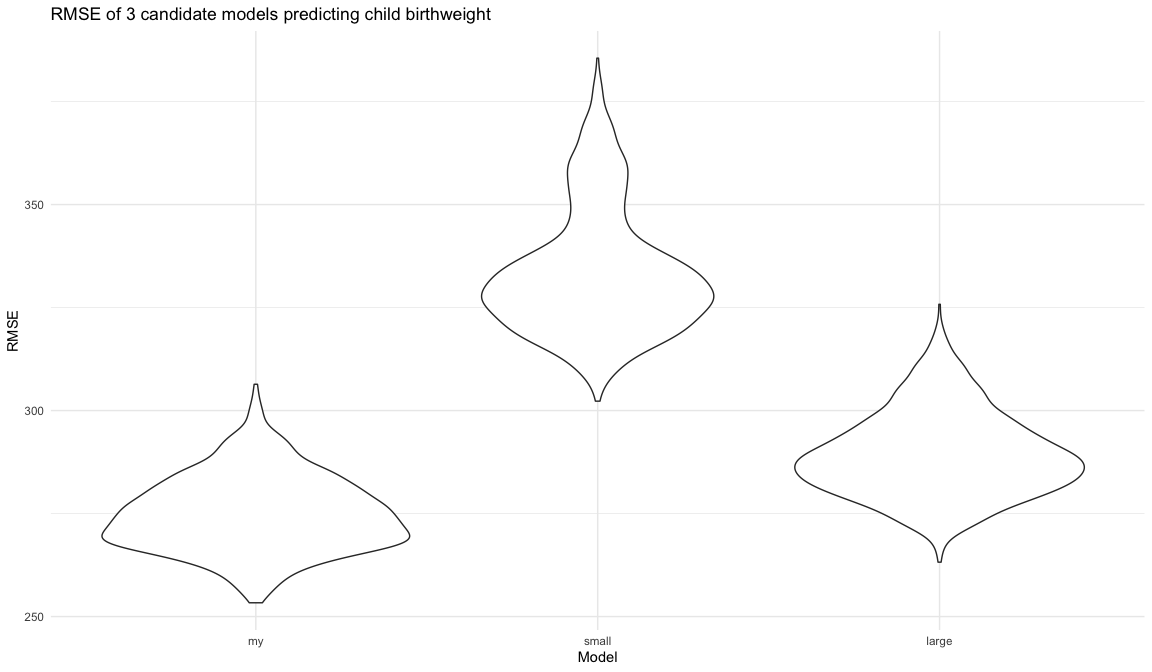 RMSE of 3 candidate models predicting child birthweight
RMSE
350
300
250
my
small
large
Model